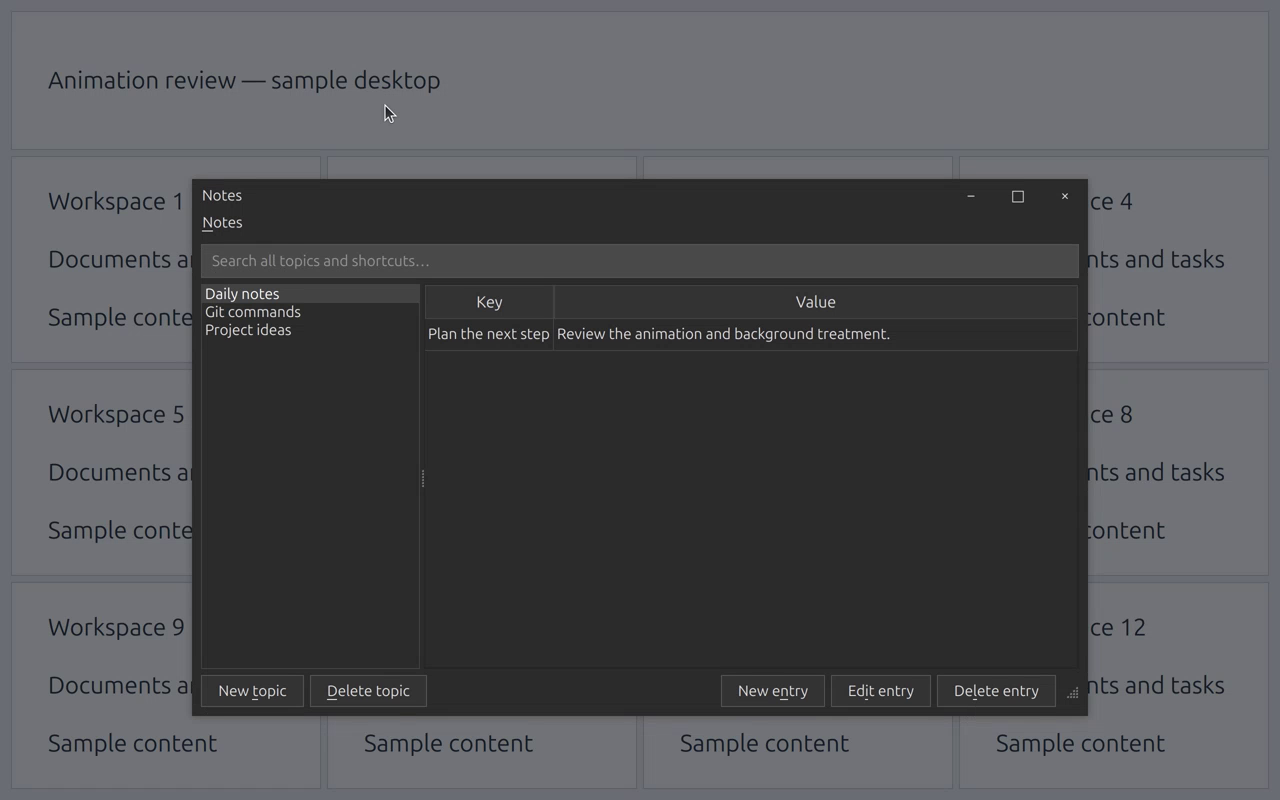 Animation review — sample desktop
Workspace 1
Documents a
Sample conte
ce 4
nts and tasks
content
Notes
Notes
Search all topics and shortcuts…
Daily notes
Git commands
Project ideas
Key Value
Plan the next step Review the animation and background treatment.
Workspace 5
Documents a
Sample conte
ce 8
nts and tasks
content
New topic Delete topic New entry Edit entry Delete entry
Workspace 9
Documents a
Sample content
Sample content
Sample content
ce 12
nts and tasks
Sample content